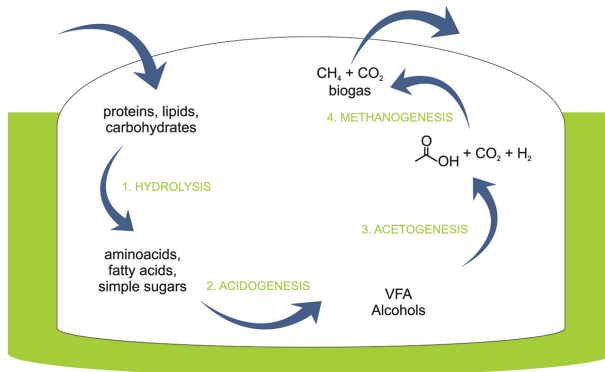 proteins, lipids,
carbohydrates
1. HYDROLYSIS
aminoacids,
fatty acids,
simple sugars
2. ACIDOGENESIS
VFA
Alcohols
3. ACETOGENESIS
O
OH + CO₂ + H₂
4. METHANOGENESIS
CH₄ + CO₂
biogas